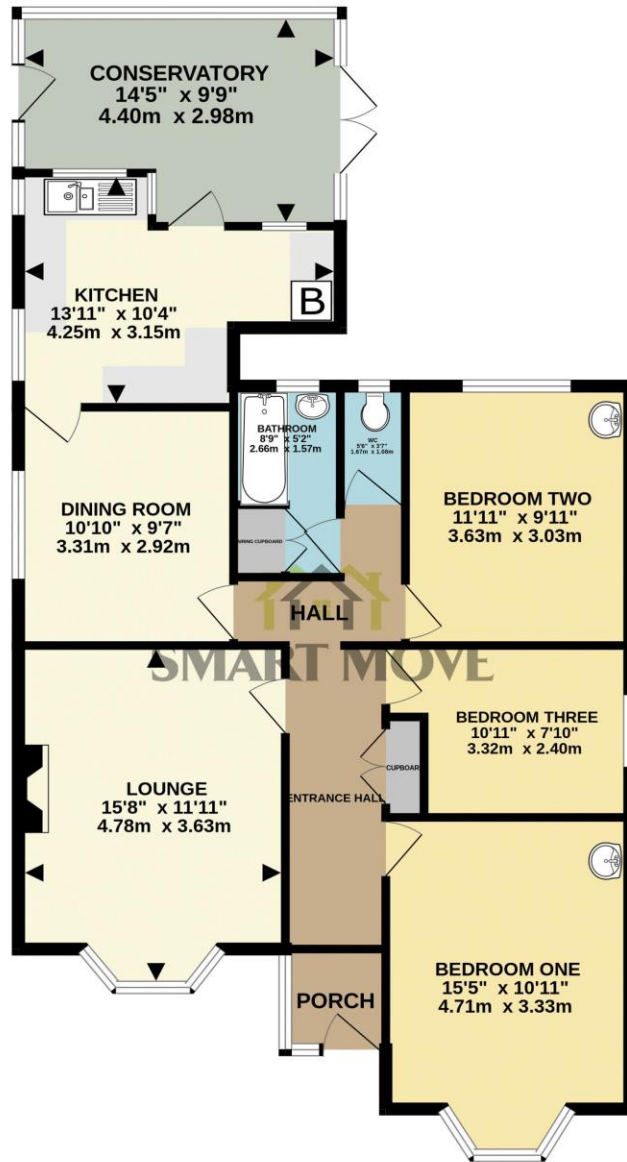 CONSERVATORY
14'5" x 9'9"
4.40m x 2.98m
KITCHEN
13'11" x 10'4"
4.25m x 3.15m
B
BATHROOM
8'9" x 5'2"
2.66m x 1.57m
WC
5'6" x 3'7"
1.67m x 1.08m
DINING ROOM
10'10" x 9'7"
3.31m x 2.92m
BEDROOM TWO
11'11" x 9'11"
3.63m x 3.03m
CUPBOARD
HALL
SMART MOVE
BEDROOM THREE
10'11" x 7'10"
3.32m x 2.40m
CUPBOAR
LOUNGE
15'8" x 11'11"
4.78m x 3.63m
ENTRANCE HALL
BEDROOM ONE
15'5" x 10'11"
4.71m x 3.33m
PORCH